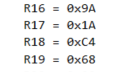 R16 = 0x9A
R17 = 0x1A
R18 = 0xC4
R19 = 0x68